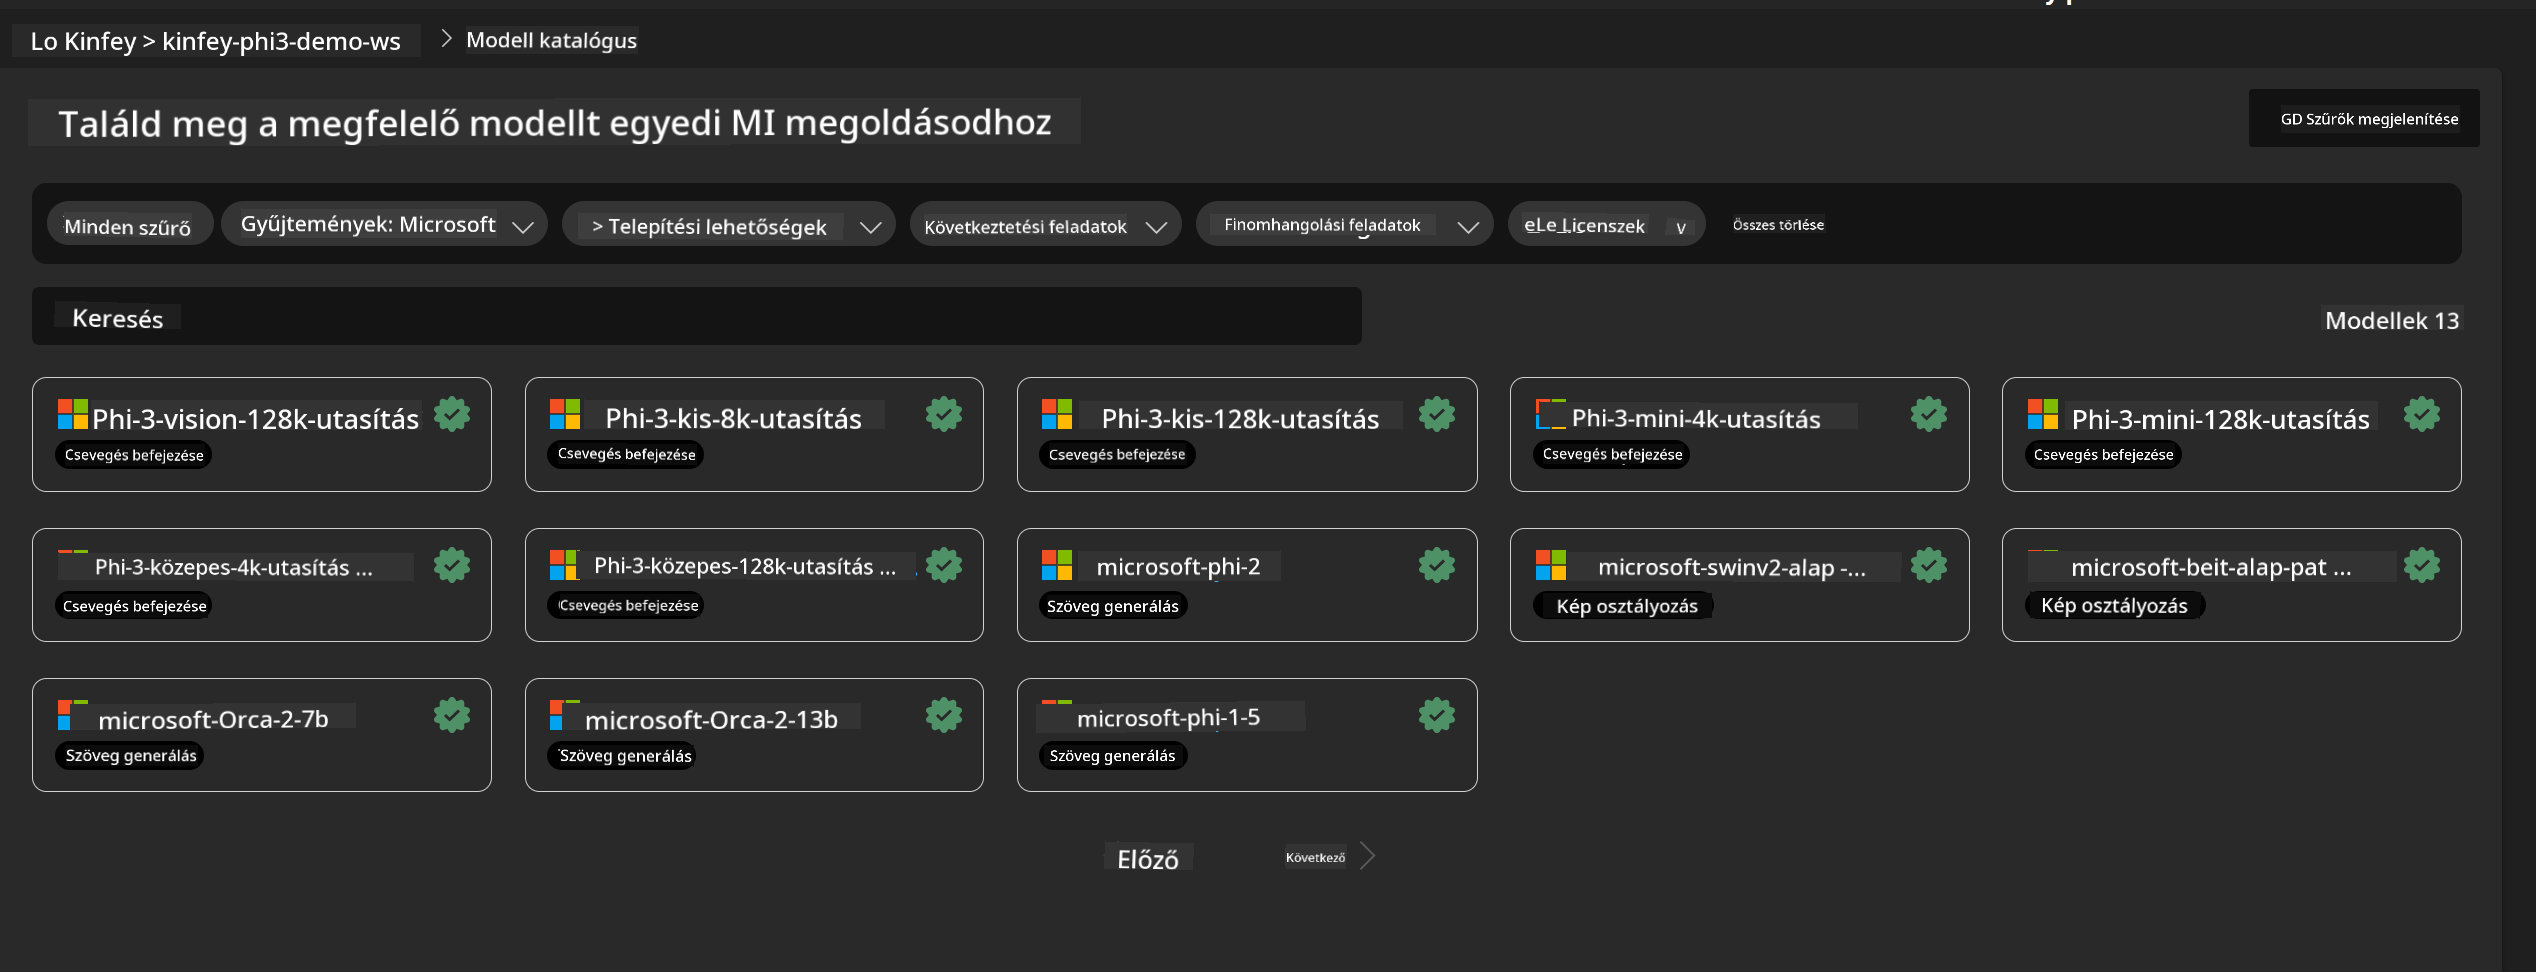 Lo Kinfey > kinfey-phi3-demo-ws > Modell katalógus
Találd meg a megfelelő modellt egyedi MI megoldásodhoz
GD Szűrők megjelenítése
Minden szűrő
Gyűjtemények: Microsoft
> Telepítési lehetőségek
Következtetési feladatok
Finomhangolási feladatok
eLe Licenszek v
Összes törlése
Keresés
Modellek 13
Phi-3-vision-128k-utasítás
Csevegés befejezése
Phi-3-kis-8k-utasítás
Csevegés befejezése
Phi-3-kis-128k-utasítás
Csevegés befejezése
Phi-3-mini-4k-utasítás
Csevegés befejezése
Phi-3-mini-128k-utasítás
Csevegés befejezése
Phi-3-közepes-4k-utasítás ...
Csevegés befejezése
Phi-3-közepes-128k-utasítás ...
Csevegés befejezése
microsoft-phi-2
Szöveg generálás
microsoft-swinv2-alap -...
Kép osztályozás
microsoft-beit-alap-pat ...
Kép osztályozás
microsoft-Orca-2-7b
Szöveg generálás
microsoft-Orca-2-13b
Szöveg generálás
microsoft-phi-1-5
Szöveg generálás
Előző
Következő